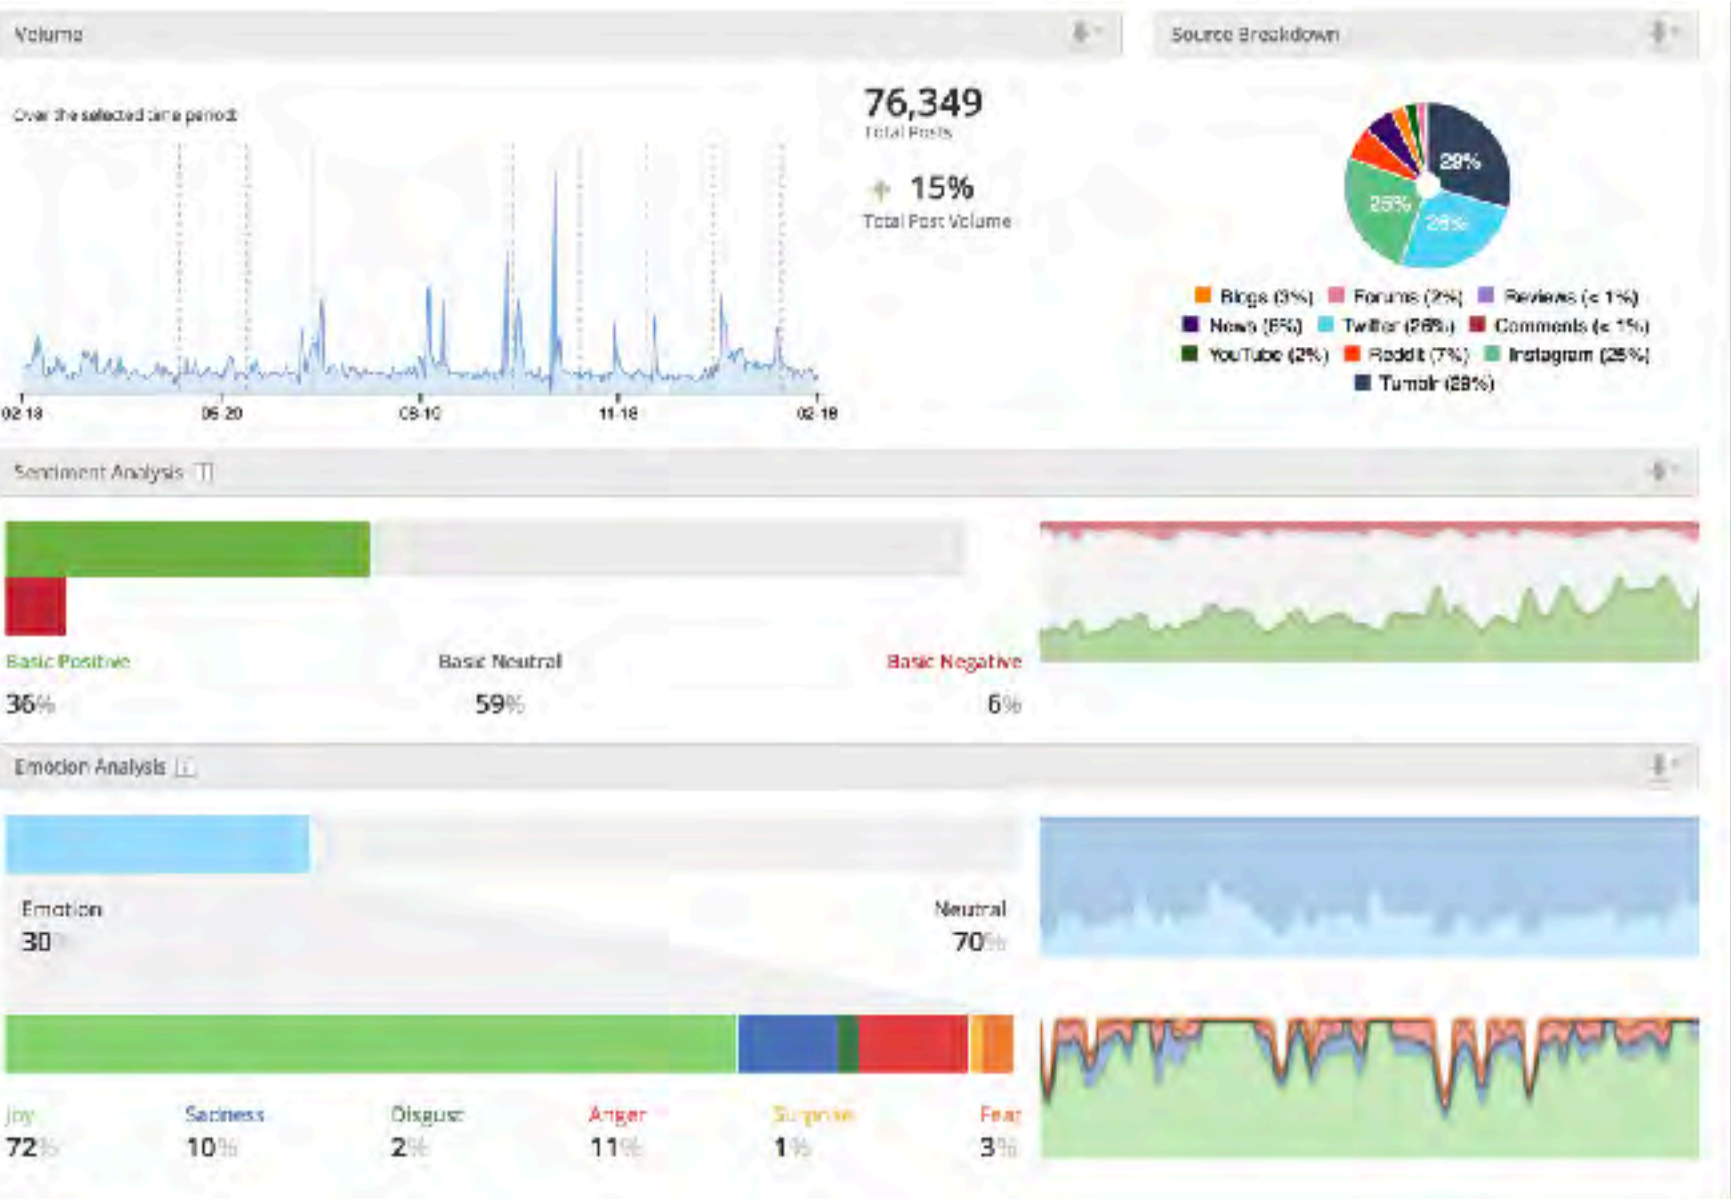 Volume
Source Breakdown
Over the selected time period:
76,349
Total Posts
15%
Total Post Volume
29%
25%
26%
Blogs (3%) Forums (2%) Reviews (< 1%)
News (6%) Twitter (26%) Comments (< 1%)
YouTube (2%) Reddit (7%) Instagram (25%)
Tumblr (29%)
02-18 11-18 02-18
Sentiment Analysis
Basic Positive Basic Neutral Basic Negative
36% 59% 6%
Emotion Analysis
Emotion Neutral
30% 70%
Joy Sadness Disgust Anger Surprise Fear
72% 10% 2% 11% 1% 3%